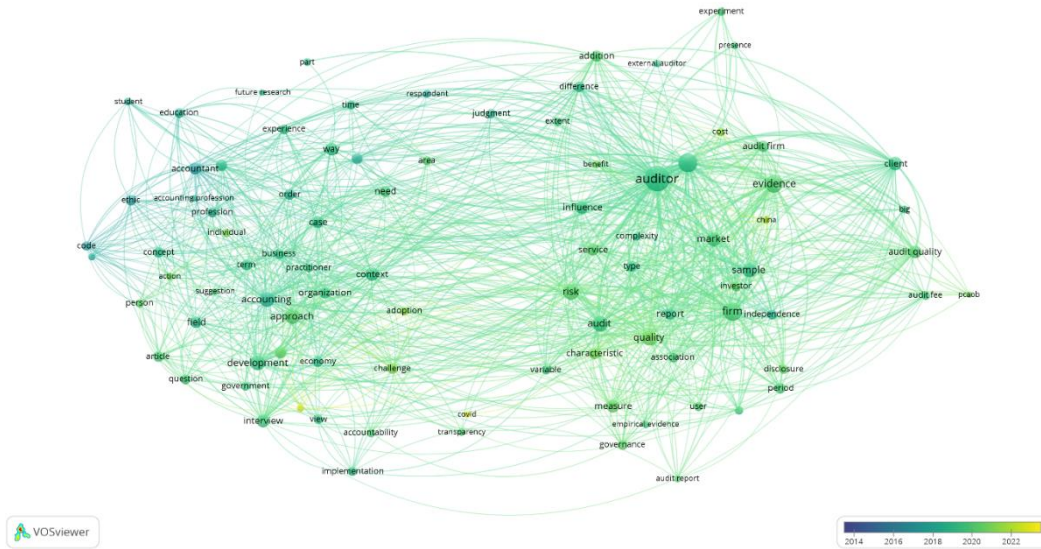 experiment
presence
addition
external auditor
part
difference
future research
respondant
student
time
judgment
education
extent
experience
cost
way
audit firm
area
benefit
client
accountant
auditor
evidence
need
ethic
accounting profession
order
influence
big
profession
case
china
individual
complexity
market
code
concept
business
service
audit quality
term
practitioner
type
sample
action
context
suggestion
organization
risk
investor
audit fee
pcaob
person
accounting
approach
adoption
firm
independence
field
audit
report
quality
article
characteristic
association
development
economy
challenge
variable
disclosure
question
government
period
measure
user
interview
view
covid
empirical evidence
accountability
transparency
governance
implementation
audit report
VOSviewer
2014 2016 2018 2020 2022